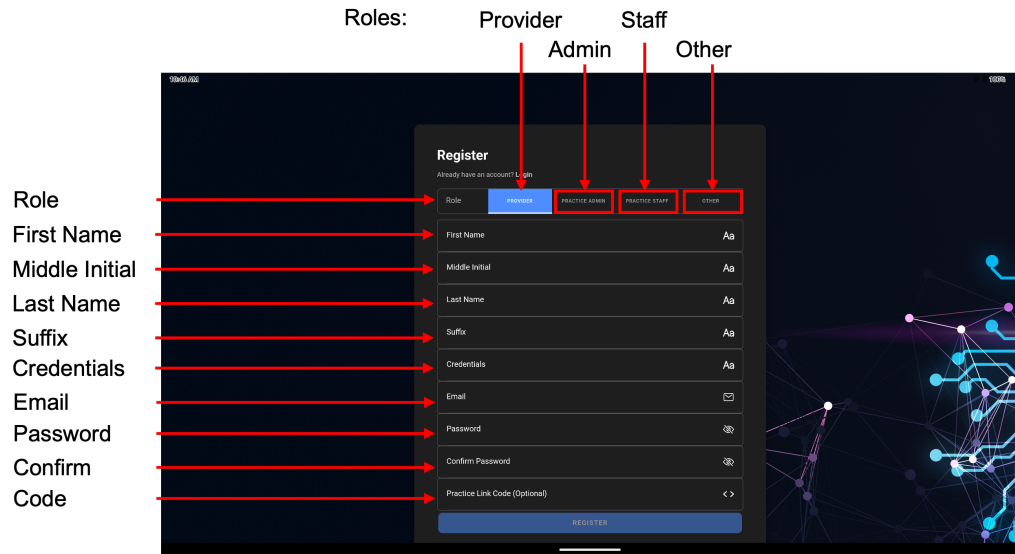 Roles: Provider Staff
Admin Other
10:46 AM 100%
Register
Already have an account? Login
Role Role PROVIDER PRACTICE ADMIN PRACTICE STAFF OTHER
First Name First Name Aa
Middle Initial Middle Initial Aa
Last Name Last Name Aa
Suffix Suffix Aa
Credentials Credentials Aa
Email Email
Password Password
Confirm Confirm Password
Code Practice Link Code (Optional) <>
REGISTER